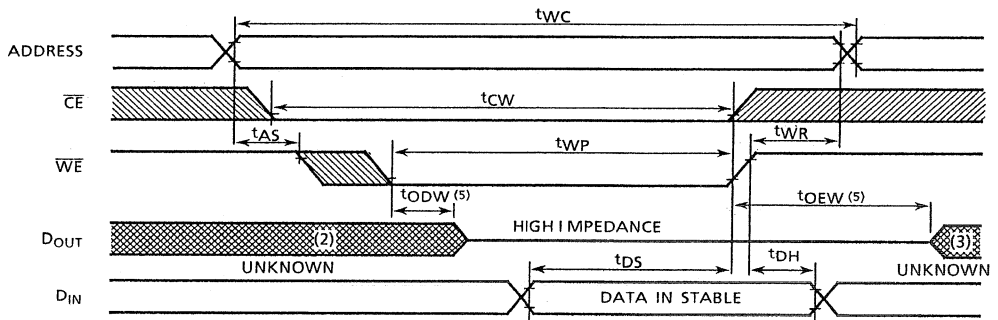 tWC
ADDRESS
CE
tCW
tAS
tWR
WE
tWP
tODW (5)
tOEW (5)
DOUT
(2)
HIGH IMPEDANCE
(3)
UNKNOWN
tDS
tDH
UNKNOWN
DIN
DATA IN STABLE